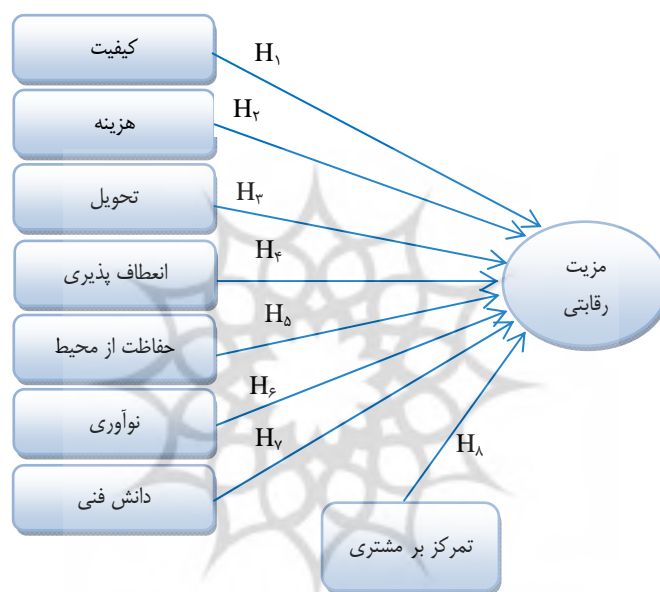 کیفیت
H۱
هزینه
H۲
تحویل
H۳
انعطاف پذیری
H۴
حفاظت از محیط
H۵
نوآوری
H۶
دانش فنی
H۷
تمرکز بر مشتری
H۸
مزیت
رقابتی